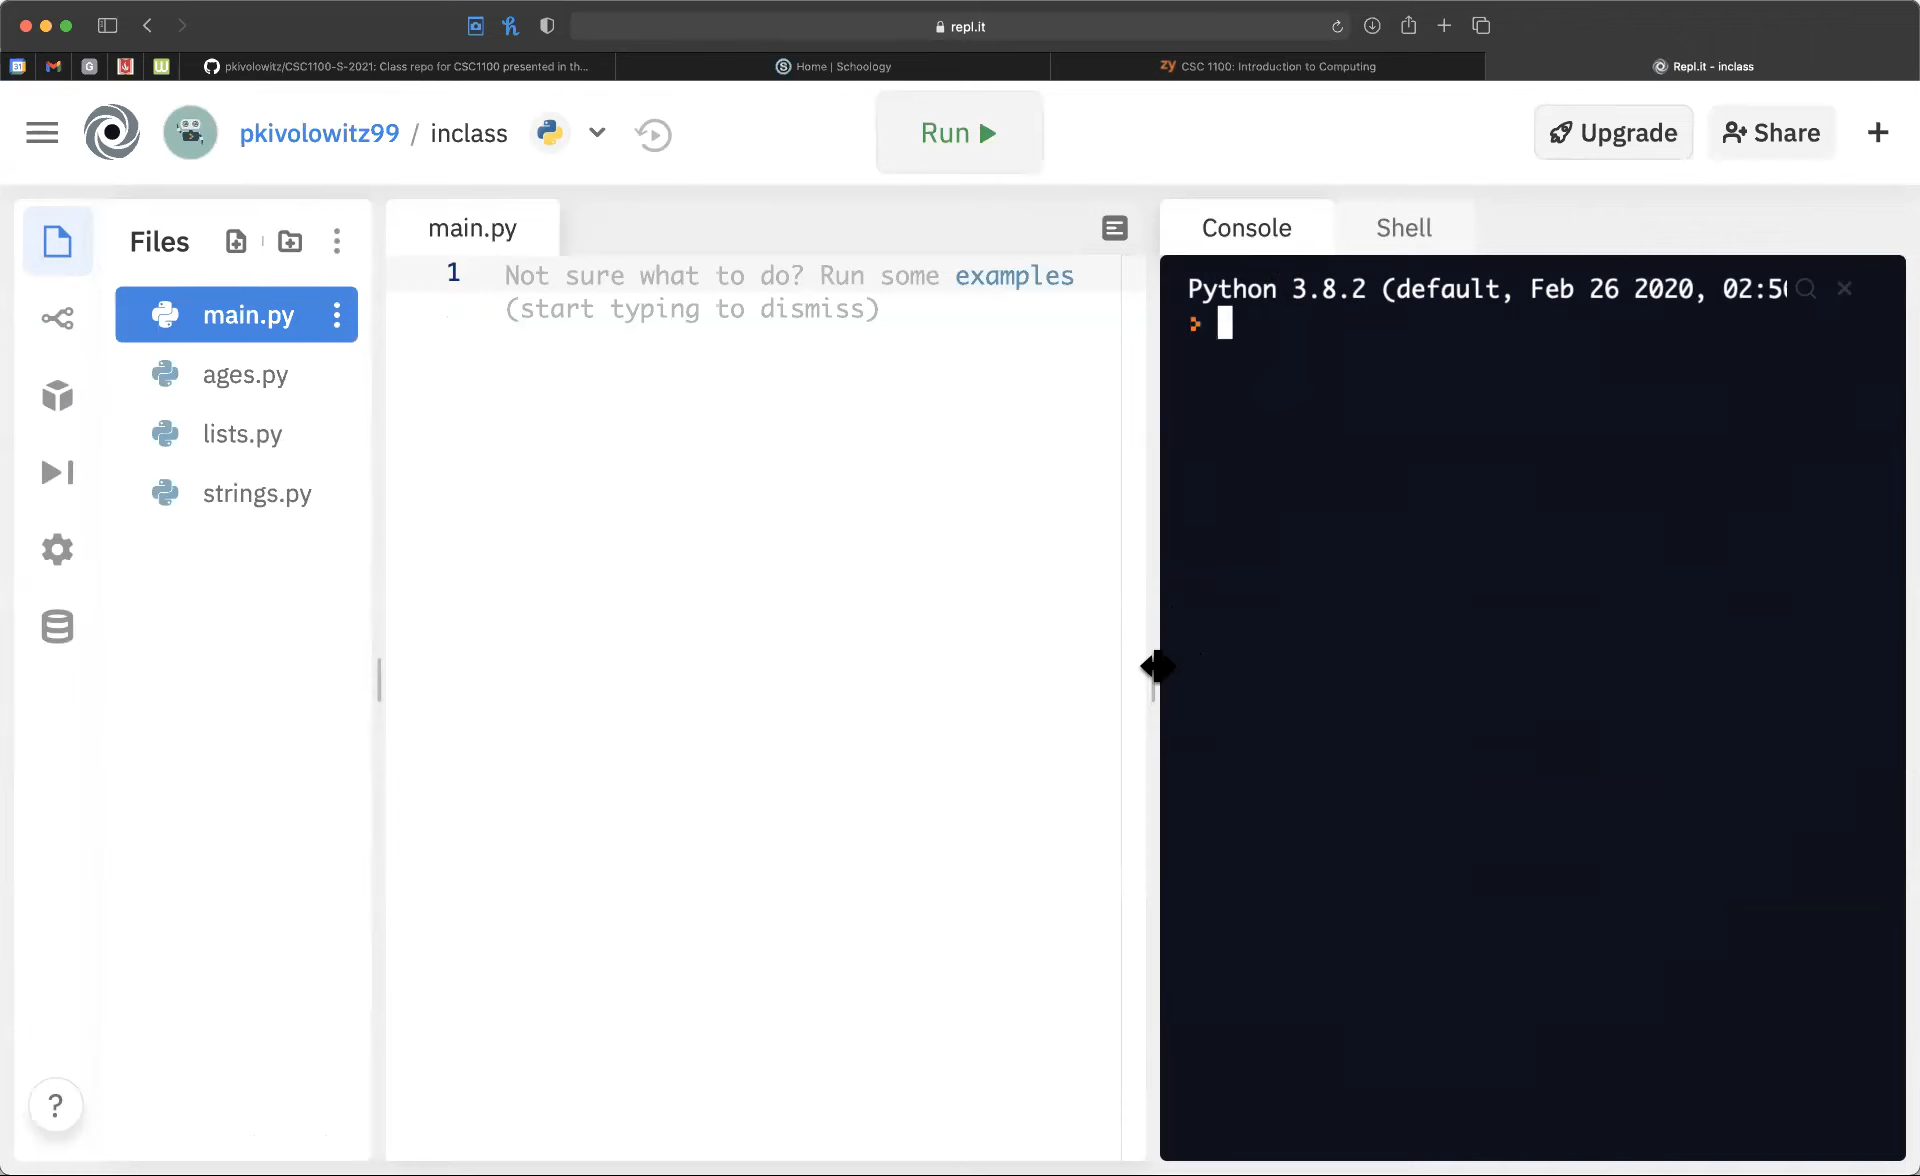 repl.it
31
G
W
pkivolowitz/CSC1100-S-2021: Class repo for CSC1100 presented in th...
S Home | Schoology
zy CSC 1100: Introduction to Computing
Repl.it - inclass
pkivolowitz99 / inclass
Run
Upgrade
Share
Files
main.py
ages.py
lists.py
strings.py
main.py
1 Not sure what to do? Run some examples
(start typing to dismiss)
Console
Shell
Python 3.8.2 (default, Feb 26 2020, 02:5
?